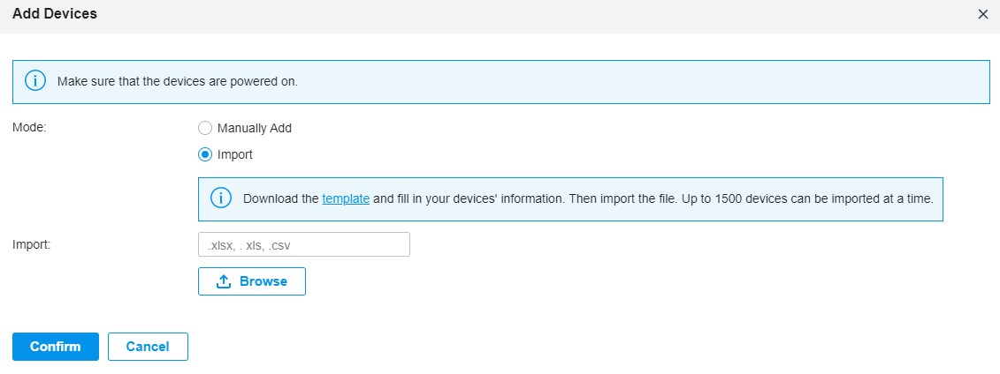 Add Devices
Make sure that the devices are powered on.
Mode:
Manually Add
Import
Download the template and fill in your devices' information. Then import the file. Up to 1500 devices can be imported at a time.
Import:
.xlsx, . xls, .csv
Browse
Confirm
Cancel